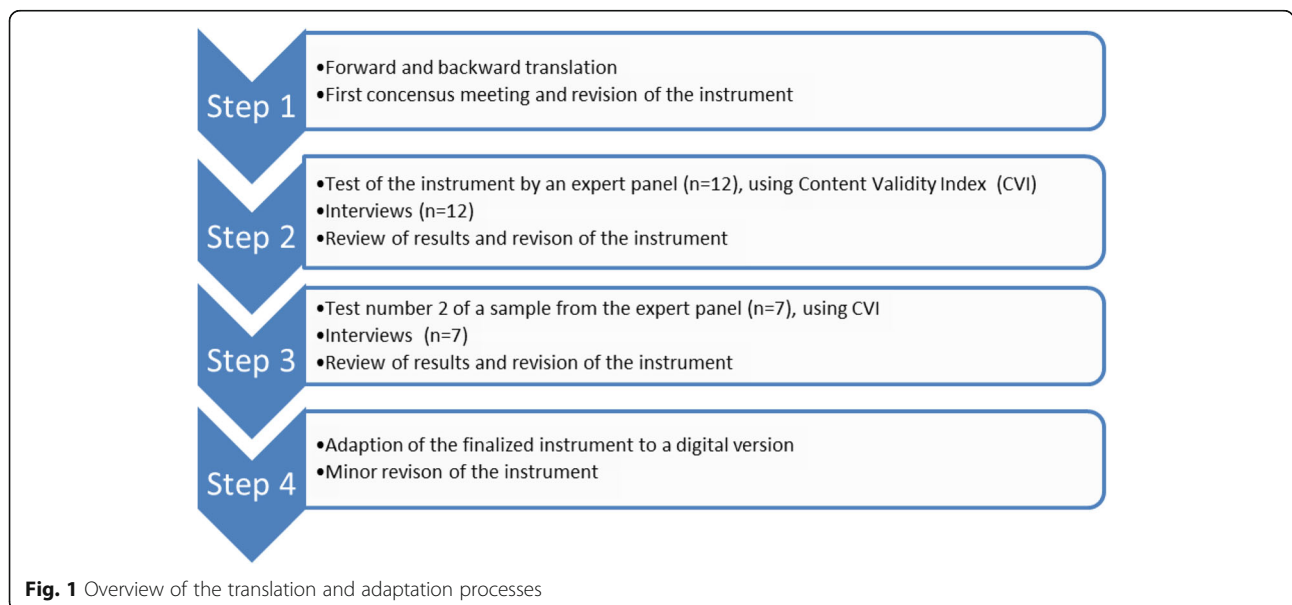 Step 1
•Forward and backward translation
•First concensus meeting and revision of the instrument
Step 2
•Test of the instrument by an expert panel (n=12), using Content Validity Index (CVI)
•Interviews (n=12)
•Review of results and revison of the instrument
Step 3
•Test number 2 of a sample from the expert panel (n=7), using CVI
•Interviews (n=7)
•Review of results and revision of the instrument
Step 4
•Adaption of the finalized instrument to a digital version
•Minor revison of the instrument
Fig. 1 Overview of the translation and adaptation processes